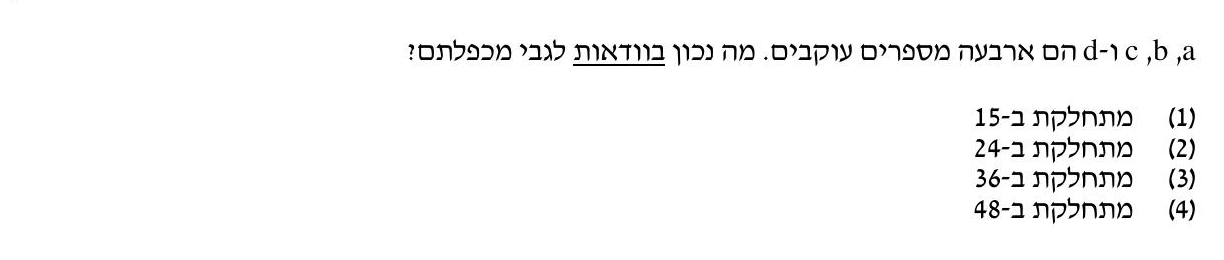 a, b, c ו-d הם ארבעה מספרים עוקבים. מה נכון בוודאות לגבי מכפלתם?
(1) מתחלקת ב-15
(2) מתחלקת ב-24
(3) מתחלקת ב-36
(4) מתחלקת ב-48